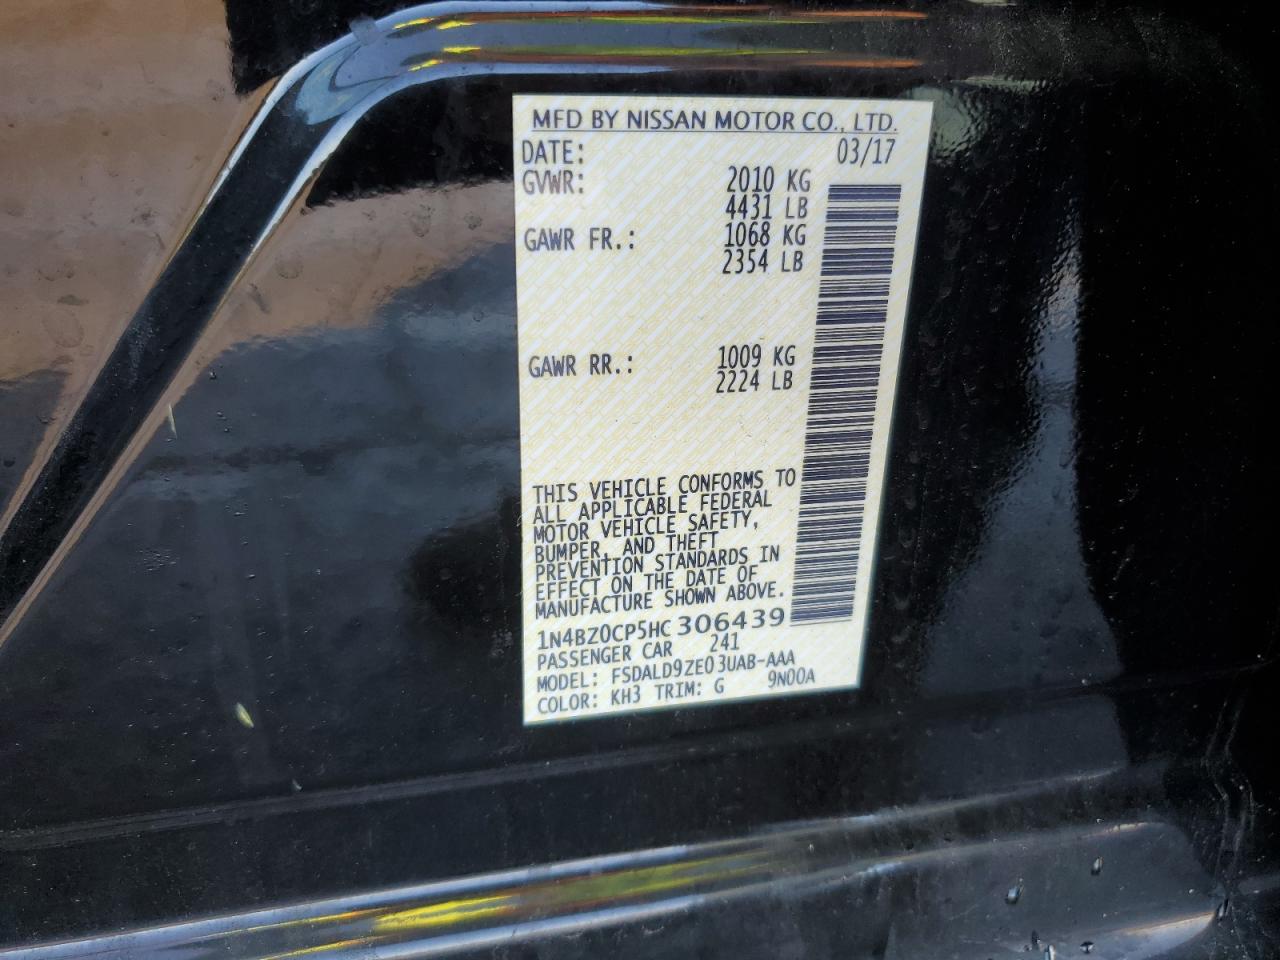 MFD BY NISSAN MOTOR CO., LTD.
DATE: 03/17
GVWR: 2010 KG
4431 LB
GAWR FR.: 1068 KG
2354 LB
GAWR RR.: 1009 KG
2224 LB
THIS VEHICLE CONFORMS TO
ALL APPLICABLE FEDERAL
MOTOR VEHICLE SAFETY,
BUMPER, AND THEFT
PREVENTION STANDARDS IN
EFFECT ON THE DATE OF
MANUFACTURE SHOWN ABOVE.
1N4BZ0CP5HC306439
PASSENGER CAR 241
MODEL: FSDALD9ZE03UAB-AAA
COLOR: KH3 TRIM: G 9N00A